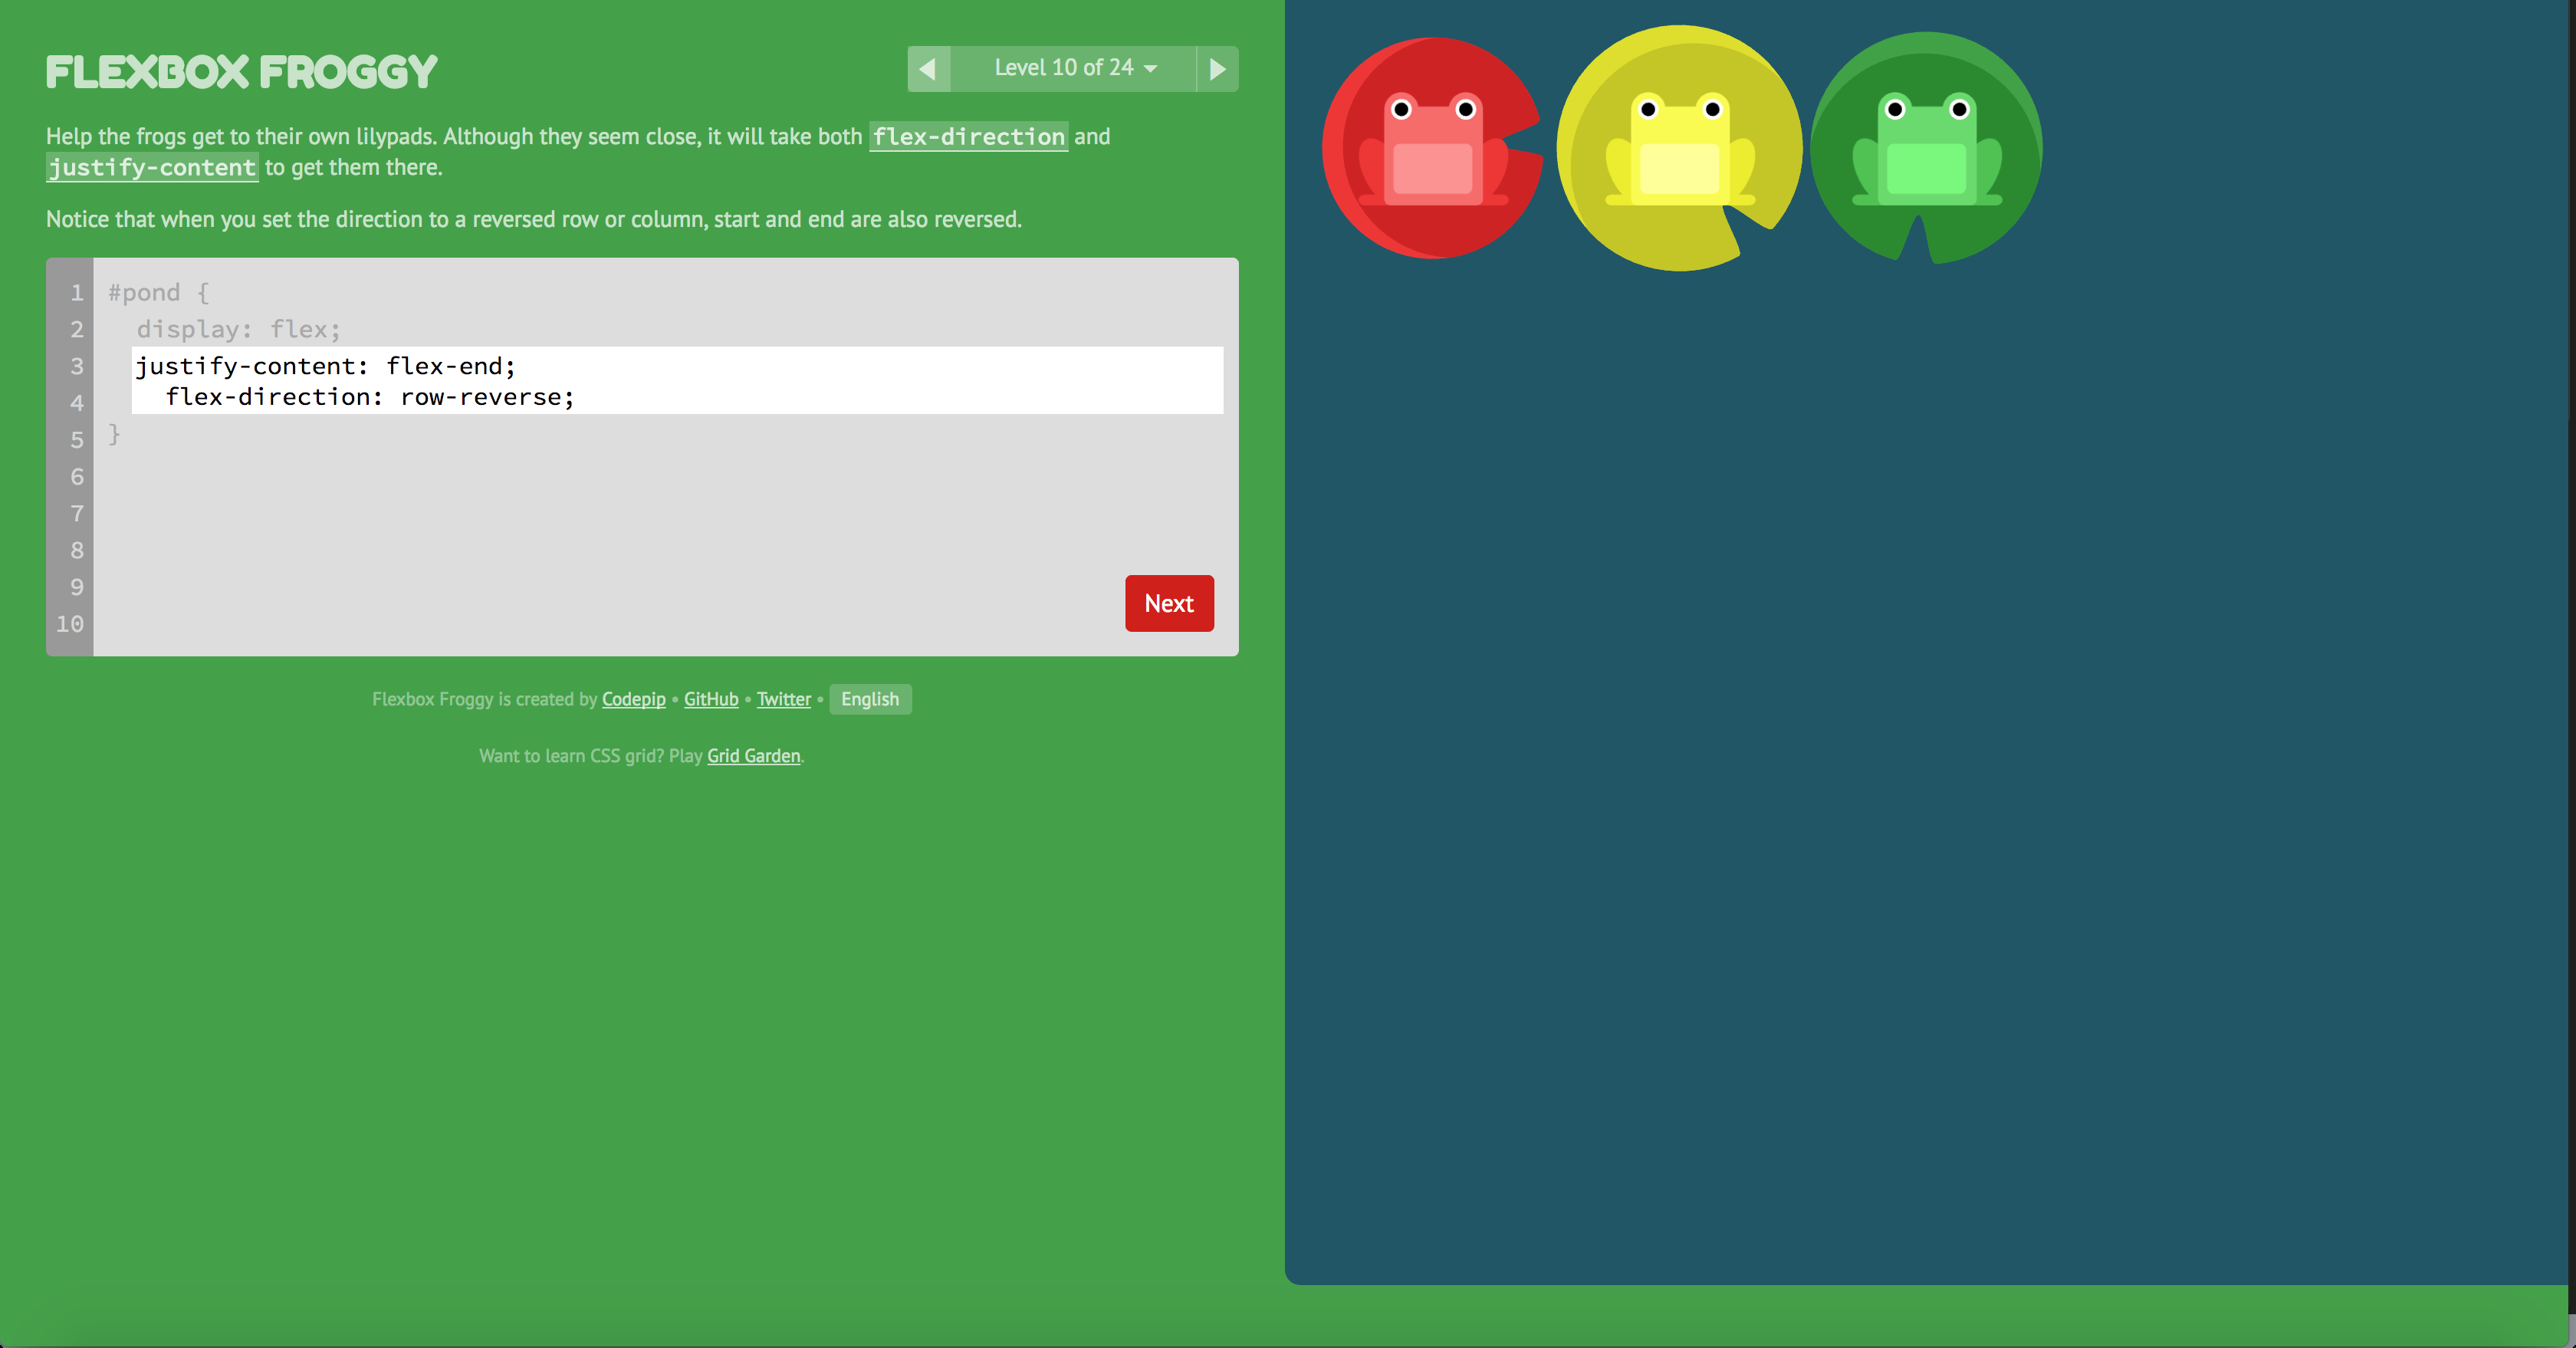 FLEXBOX FROGGY
Level 10 of 24
Help the frogs get to their own lilypads. Although they seem close, it will take both flex-direction and
justify-content to get them there.
Notice that when you set the direction to a reversed row or column, start and end are also reversed.
1 #pond {
2 display: flex;
3 justify-content: flex-end;
4 flex-direction: row-reverse;
5 }
6
7
8
9
10
Next
Flexbox Froggy is created by Codepip • GitHub • Twitter • English
Want to learn CSS grid? Play Grid Garden.